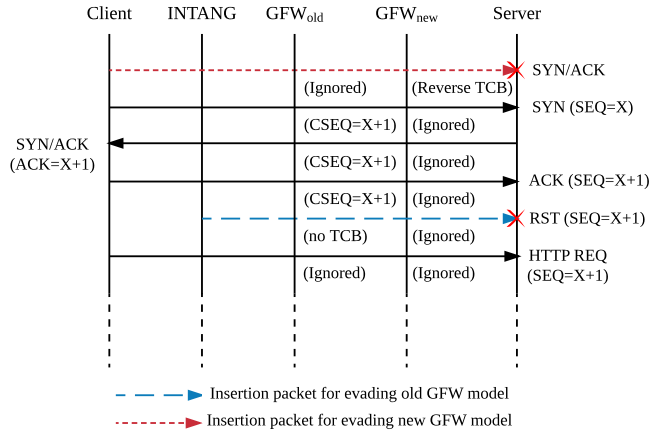 Client INTANG GFWold GFWnew Server
SYN/ACK
(Ignored) (Reverse TCB)
SYN (SEQ=X)
(CSEQ=X+1) (Ignored)
SYN/ACK
(ACK=X+1)
(CSEQ=X+1) (Ignored)
ACK (SEQ=X+1)
(CSEQ=X+1) (Ignored)
RST (SEQ=X+1)
(no TCB) (Ignored)
HTTP REQ
(SEQ=X+1)
(Ignored) (Ignored)
Insertion packet for evading old GFW model
Insertion packet for evading new GFW model